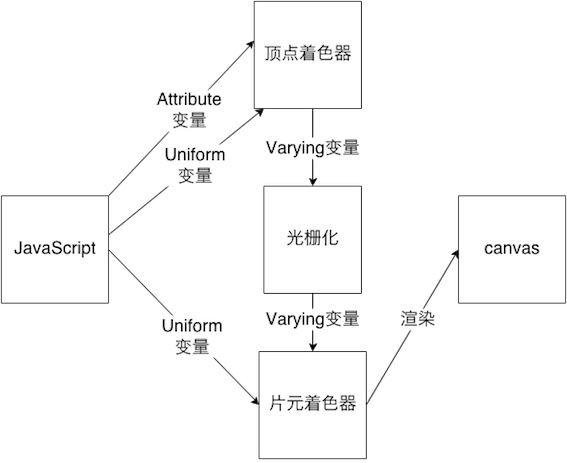 顶点着色器
Attribute
变量
Uniform
变量
Varying变量
JavaScript
光栅化
canvas
Uniform
变量
Varying变量
渲染
片元着色器